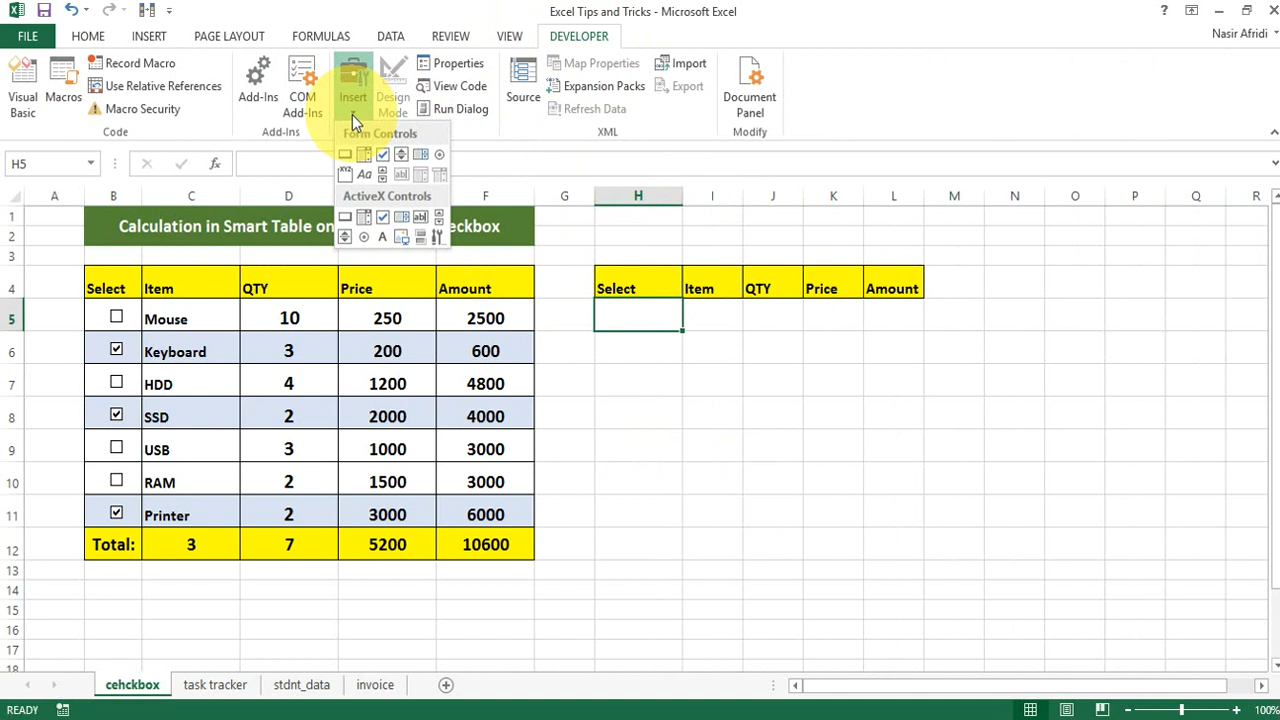 Excel Tips and Tricks - Microsoft Excel
?
FILE HOME INSERT PAGE LAYOUT FORMULAS DATA REVIEW VIEW DEVELOPER Nasir Afridi
Visual Basic
Macros
Record Macro
Use Relative References
Macro Security
Code
Add-Ins
COM Add-Ins
Add-Ins
Insert
Design Mode
Properties
View Code
Run Dialog
Source
Map Properties
Expansion Packs
Refresh Data
Import
Export
XML
Document Panel
Modify
Form Controls
XYZ Aa ab|
ActiveX Controls
ab|
A
H5
fx
A B C D E F G H I J K L M N O P Q R
1
2
Calculation in Smart Table on eckbox
3
4 Select Item QTY Price Amount Select Item QTY Price Amount
5 Mouse 10 250 2500
6 Keyboard 3 200 600
7 HDD 4 1200 4800
8 SSD 2 2000 4000
9 USB 3 1000 3000
10 RAM 2 1500 3000
11 Printer 2 3000 6000
12 Total: 3 7 5200 10600
13
14
15
16
17
18
cehckbox task tracker stdnt_data invoice
READY
100%